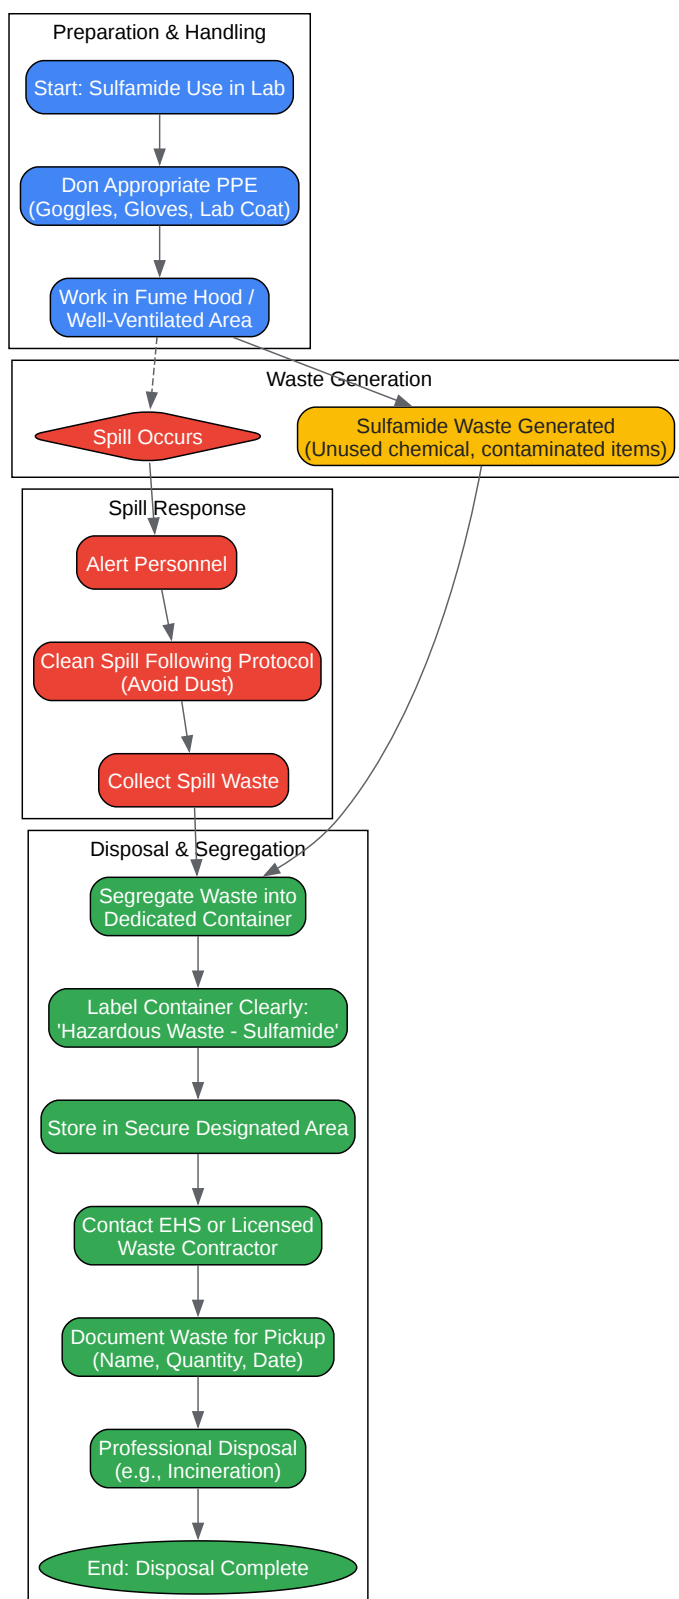 Preparation & Handling
Start: Sulfamide Use in Lab
Don Appropriate PPE
(Goggles, Gloves, Lab Coat)
Work in Fume Hood /
Well-Ventilated Area
Waste Generation
Spill Occurs
Sulfamide Waste Generated
(Unused chemical, contaminated items)
Spill Response
Alert Personnel
Clean Spill Following Protocol
(Avoid Dust)
Collect Spill Waste
Disposal & Segregation
Segregate Waste into
Dedicated Container
Label Container Clearly:
'Hazardous Waste - Sulfamide'
Store in Secure Designated Area
Contact EHS or Licensed
Waste Contractor
Document Waste for Pickup
(Name, Quantity, Date)
Professional Disposal
(e.g., Incineration)
End: Disposal Complete